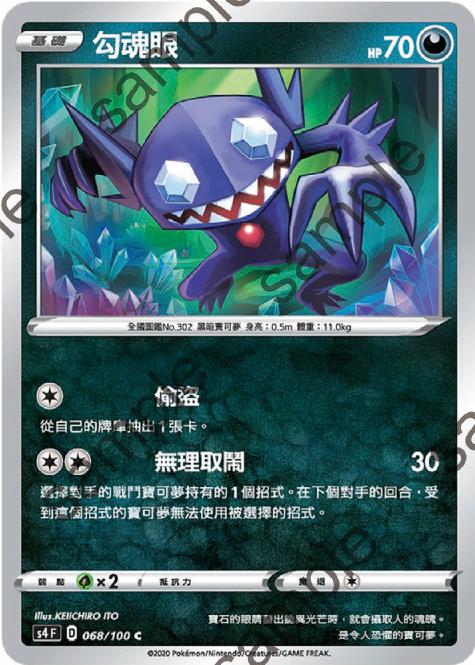 基礎 勾魂眼 HP 70
全國圖鑑No.302 黑暗寶可夢 身高：0.5m 體重：11.0kg
偷盜
從自己的牌庫抽出1張卡。
無理取鬧 30
選擇對手的戰鬥寶可夢持有的1個招式。在下個對手的回合，受
到這個招式的寶可夢無法使用被選擇的招式。
弱點 ×2 抵抗力 撤退
illus.KEIICHIRO ITO
寶石的眼睛發出詭異光芒時，就會攝取人的魂魄。
s4F D 068/100 C
是令人恐懼的寶可夢。
©2020 Pokémon/Nintendo/Creatures/GAME FREAK.
sample
sample
sample
sample